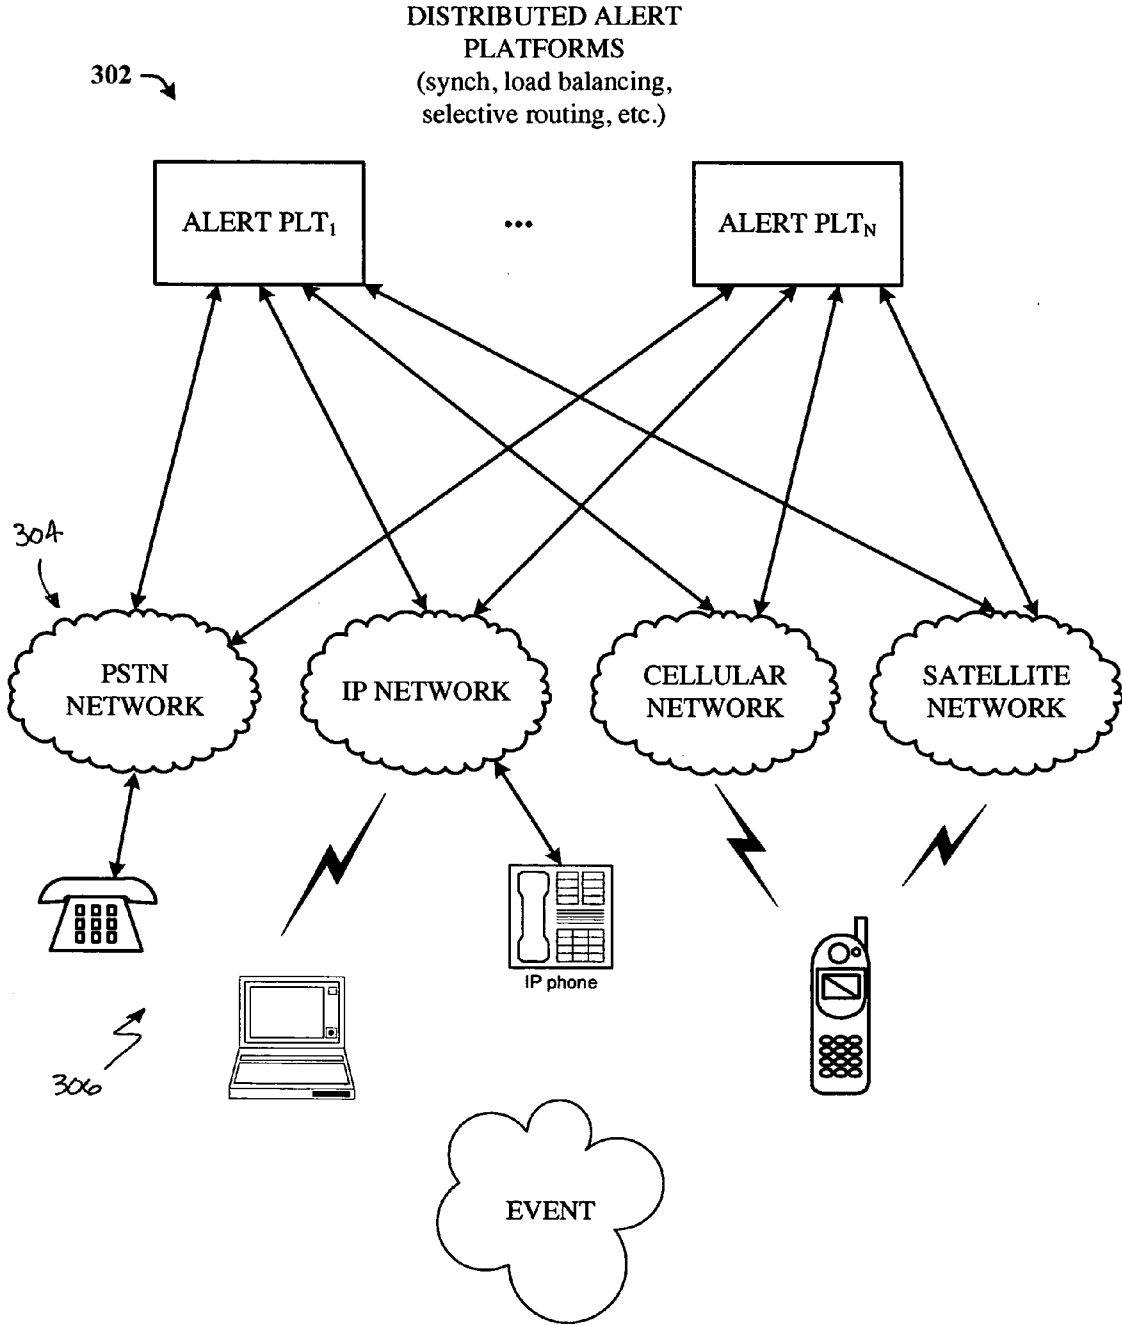 DISTRIBUTED ALERT
PLATFORMS
(synch, load balancing,
selective routing, etc.)
302
ALERT PLT₁
...
ALERT PLTN
304
PSTN
NETWORK
IP NETWORK
CELLULAR
NETWORK
SATELLITE
NETWORK
IP phone
306
EVENT